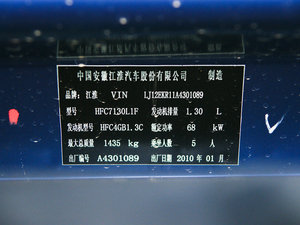 中国安徽江淮汽车股份有限公司 制造
品牌: 江淮 VIN LJ12EKR11A4301089
型号 HFC7130L1F 发动机排量 1.30 L
发动机型号 HFC4GB1.3C 额定功率 68 kW
最大总质量 1435 kg 乘坐人数 5 人
出厂编号 A4301089 出厂日期 2010 年 01 月